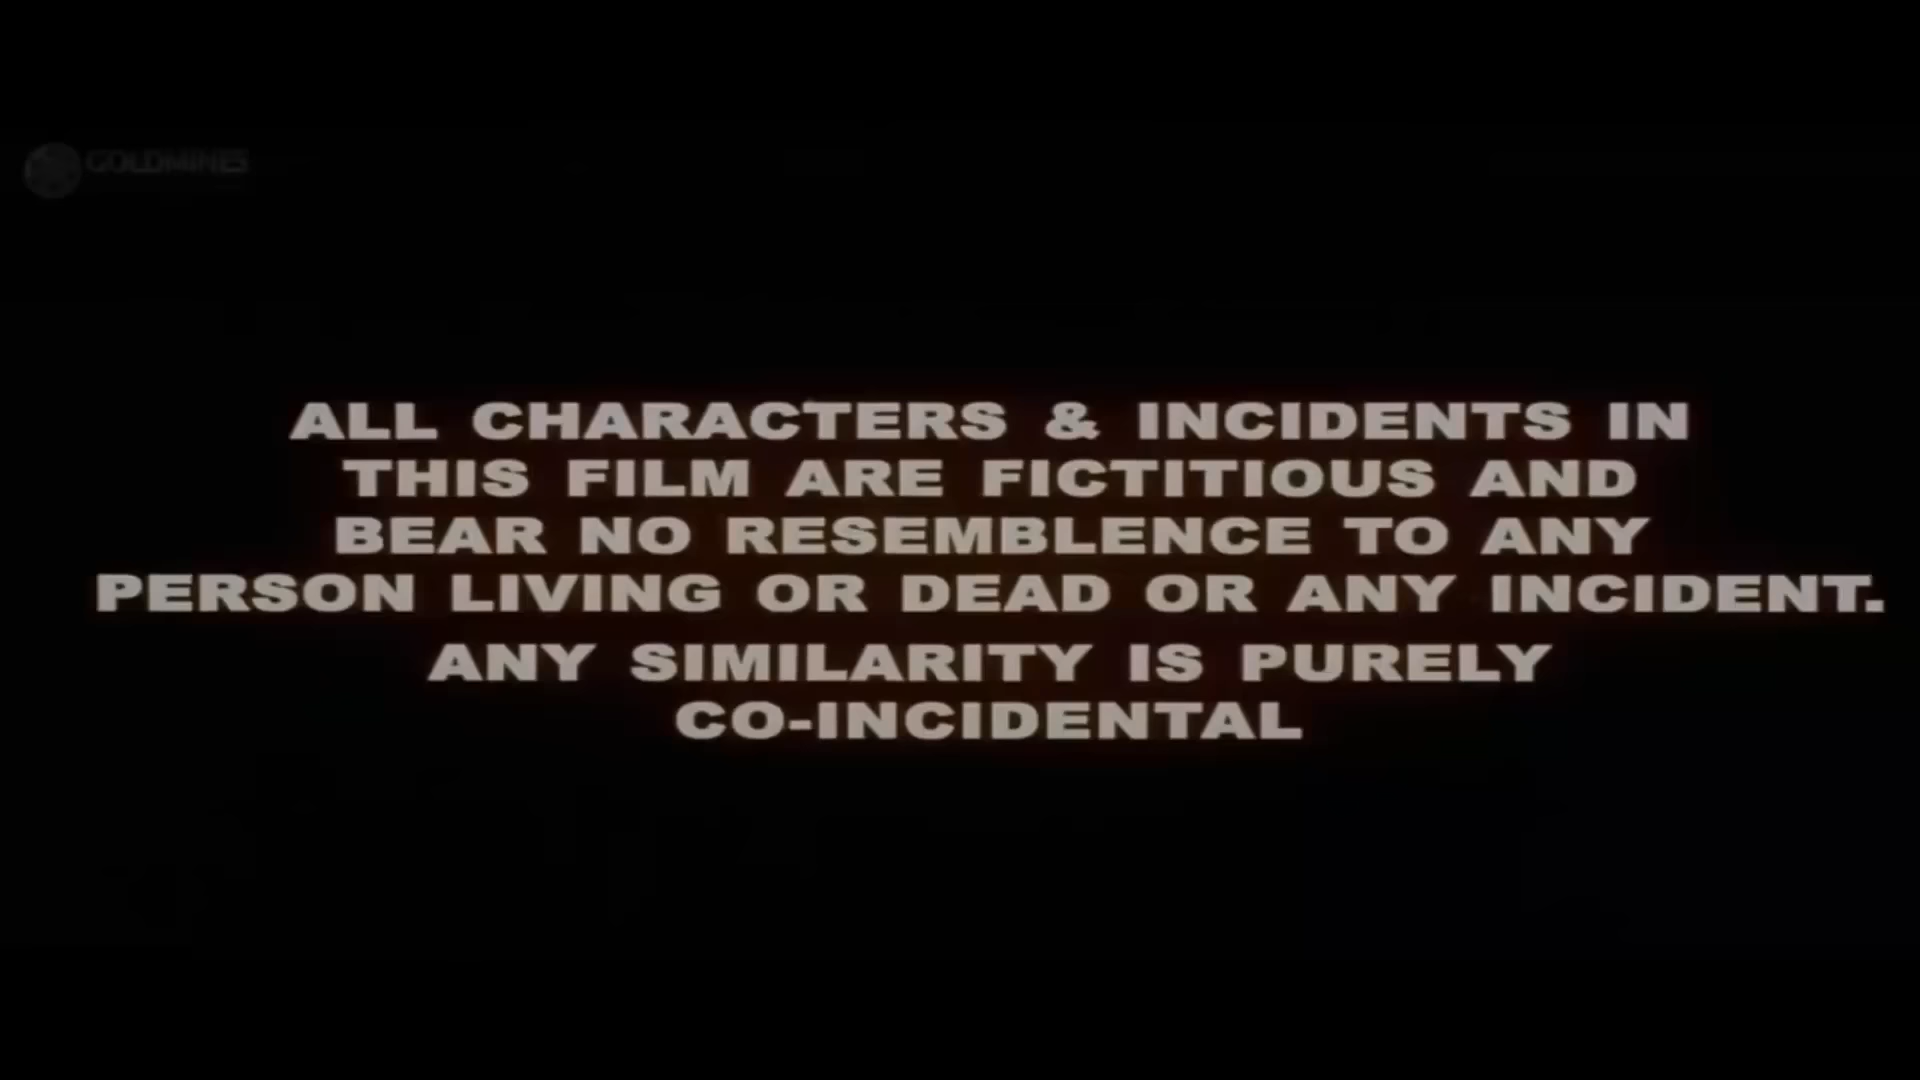 GOLDMINES
ALL CHARACTERS & INCIDENTS IN
THIS FILM ARE FICTITIOUS AND
BEAR NO RESEMBLENCE TO ANY
PERSON LIVING OR DEAD OR ANY INCIDENT.
ANY SIMILARITY IS PURELY
CO-INCIDENTAL